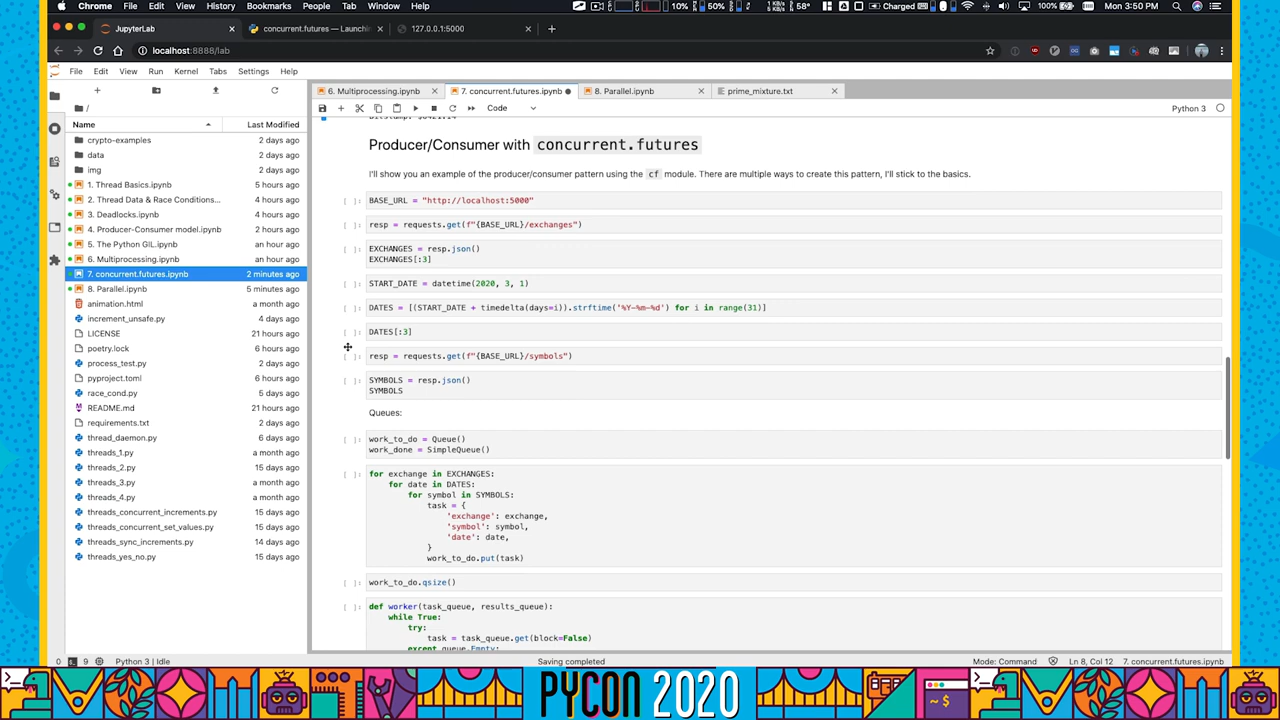 Chrome File Edit View History Bookmarks People Tab Window Help 10% 50% 58° Charged 100% Mon 3:50 PM
JupyterLab concurrent.futures — Launchi 127.0.0.1:5000
localhost:8888/lab
File Edit View Run Kernel Tabs Settings Help
6. Multiprocessing.ipynb 7. concurrent.futures.ipynb 8. Parallel.ipynb prime_mixture.txt
/ Code Python 3
Name Last Modified
crypto-examples 2 days ago
data 2 days ago
img 2 days ago
1. Thread Basics.ipynb 5 hours ago
2. Thread Data & Race Conditions... 4 hours ago
3. Deadlocks.ipynb 4 hours ago
4. Producer-Consumer model.ipynb 2 hours ago
5. The Python GIL.ipynb an hour ago
6. Multiprocessing.ipynb an hour ago
7. concurrent.futures.ipynb 2 minutes ago
8. Parallel.ipynb 5 minutes ago
animation.html a month ago
increment_unsafe.py 4 days ago
LICENSE 21 hours ago
poetry.lock 6 hours ago
process_test.py 2 days ago
pyproject.toml 6 hours ago
race_cond.py 5 days ago
README.md 21 hours ago
requirements.txt 2 days ago
thread_daemon.py 6 days ago
threads_1.py a month ago
threads_2.py 15 days ago
threads_3.py a month ago
threads_4.py a month ago
threads_concurrent_increments.py 15 days ago
threads_concurrent_set_values.py 15 days ago
threads_sync_increments.py 14 days ago
threads_yes_no.py 15 days ago
Producer/Consumer with concurrent.futures
I'll show you an example of the producer/consumer pattern using the cf module. There are multiple ways to create this pattern, I'll stick to the basics.
[ ]: BASE_URL = "http://localhost:5000"
[ ]: resp = requests.get(f"{BASE_URL}/exchanges")
[ ]: EXCHANGES = resp.json()
EXCHANGES[:3]
[ ]: START_DATE = datetime(2020, 3, 1)
[ ]: DATES = [(START_DATE + timedelta(days=i)).strftime('%Y-%m-%d') for i in range(31)]
[ ]: DATES[:3]
[ ]: resp = requests.get(f"{BASE_URL}/symbols")
[ ]: SYMBOLS = resp.json()
SYMBOLS
Queues:
[ ]: work_to_do = Queue()
work_done = SimpleQueue()
[ ]: for exchange in EXCHANGES:
for date in DATES:
for symbol in SYMBOLS:
task = {
'exchange': exchange,
'symbol': symbol,
'date': date,
}
work_to_do.put(task)
[ ]: work_to_do.qsize()
[ ]: def worker(task_queue, results_queue):
while True:
try:
task = task_queue.get(block=False)
except queue.Empty:
0 9 Python 3 | Idle Saving completed Mode: Command Ln 8, Col 12 7. concurrent.futures.ipynb
PYCON 2020
~$